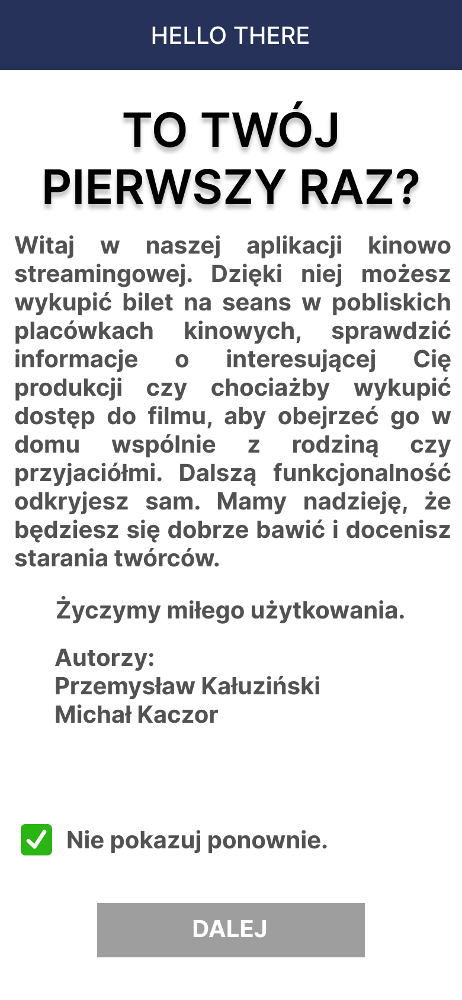 HELLO THERE
TO TWÓJ
PIERWSZY RAZ?
Witaj w naszej aplikacji kinowo
streamingowej. Dzięki niej możesz
wykupić bilet na seans w pobliskich
placówkach kinowych, sprawdzić
informacje o interesującej Cię
produkcji czy chociażby wykupić
dostęp do filmu, aby obejrzeć go w
domu wspólnie z rodziną czy
przyjaciółmi. Dalszą funkcjonalność
odkryjesz sam. Mamy nadzieję, że
będziesz się dobrze bawić i docenisz
starania twórców.
Życzymy miłego użytkowania.
Autorzy:
Przemysław Kałuziński
Michał Kaczor
Nie pokazuj ponownie.
DALEJ